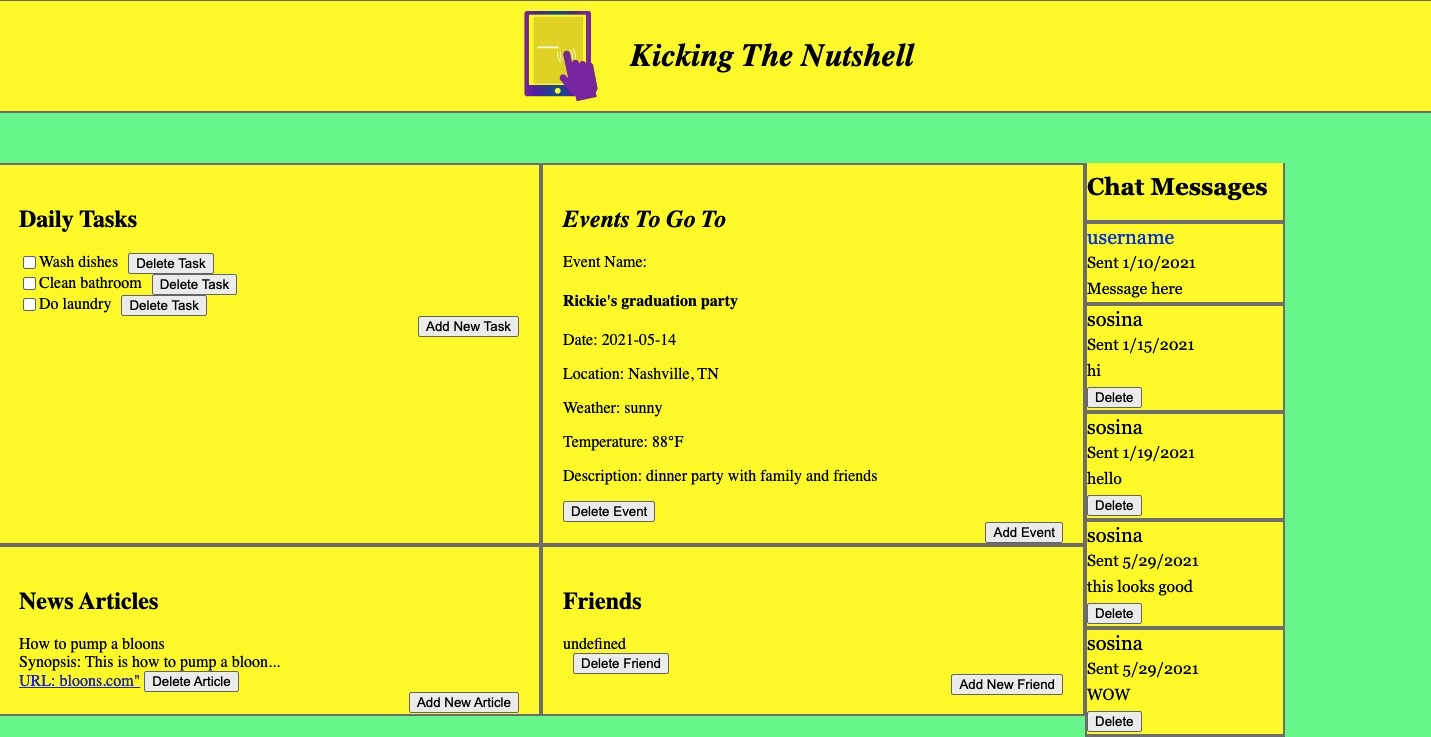 Kicking The Nutshell
Daily Tasks
Wash dishes Delete Task
Clean bathroom Delete Task
Do laundry Delete Task
Add New Task
Events To Go To
Event Name:
Rickie's graduation party
Date: 2021-05-14
Location: Nashville, TN
Weather: sunny
Temperature: 88°F
Description: dinner party with family and friends
Delete Event
Add Event
News Articles
How to pump a bloons
Synopsis: This is how to pump a bloon...
URL: bloons.com" Delete Article
Add New Article
Friends
undefined
Delete Friend
Add New Friend
Chat Messages
username
Sent 1/10/2021
Message here
sosina
Sent 1/15/2021
hi
Delete
sosina
Sent 1/19/2021
hello
Delete
sosina
Sent 5/29/2021
this looks good
Delete
sosina
Sent 5/29/2021
WOW
Delete